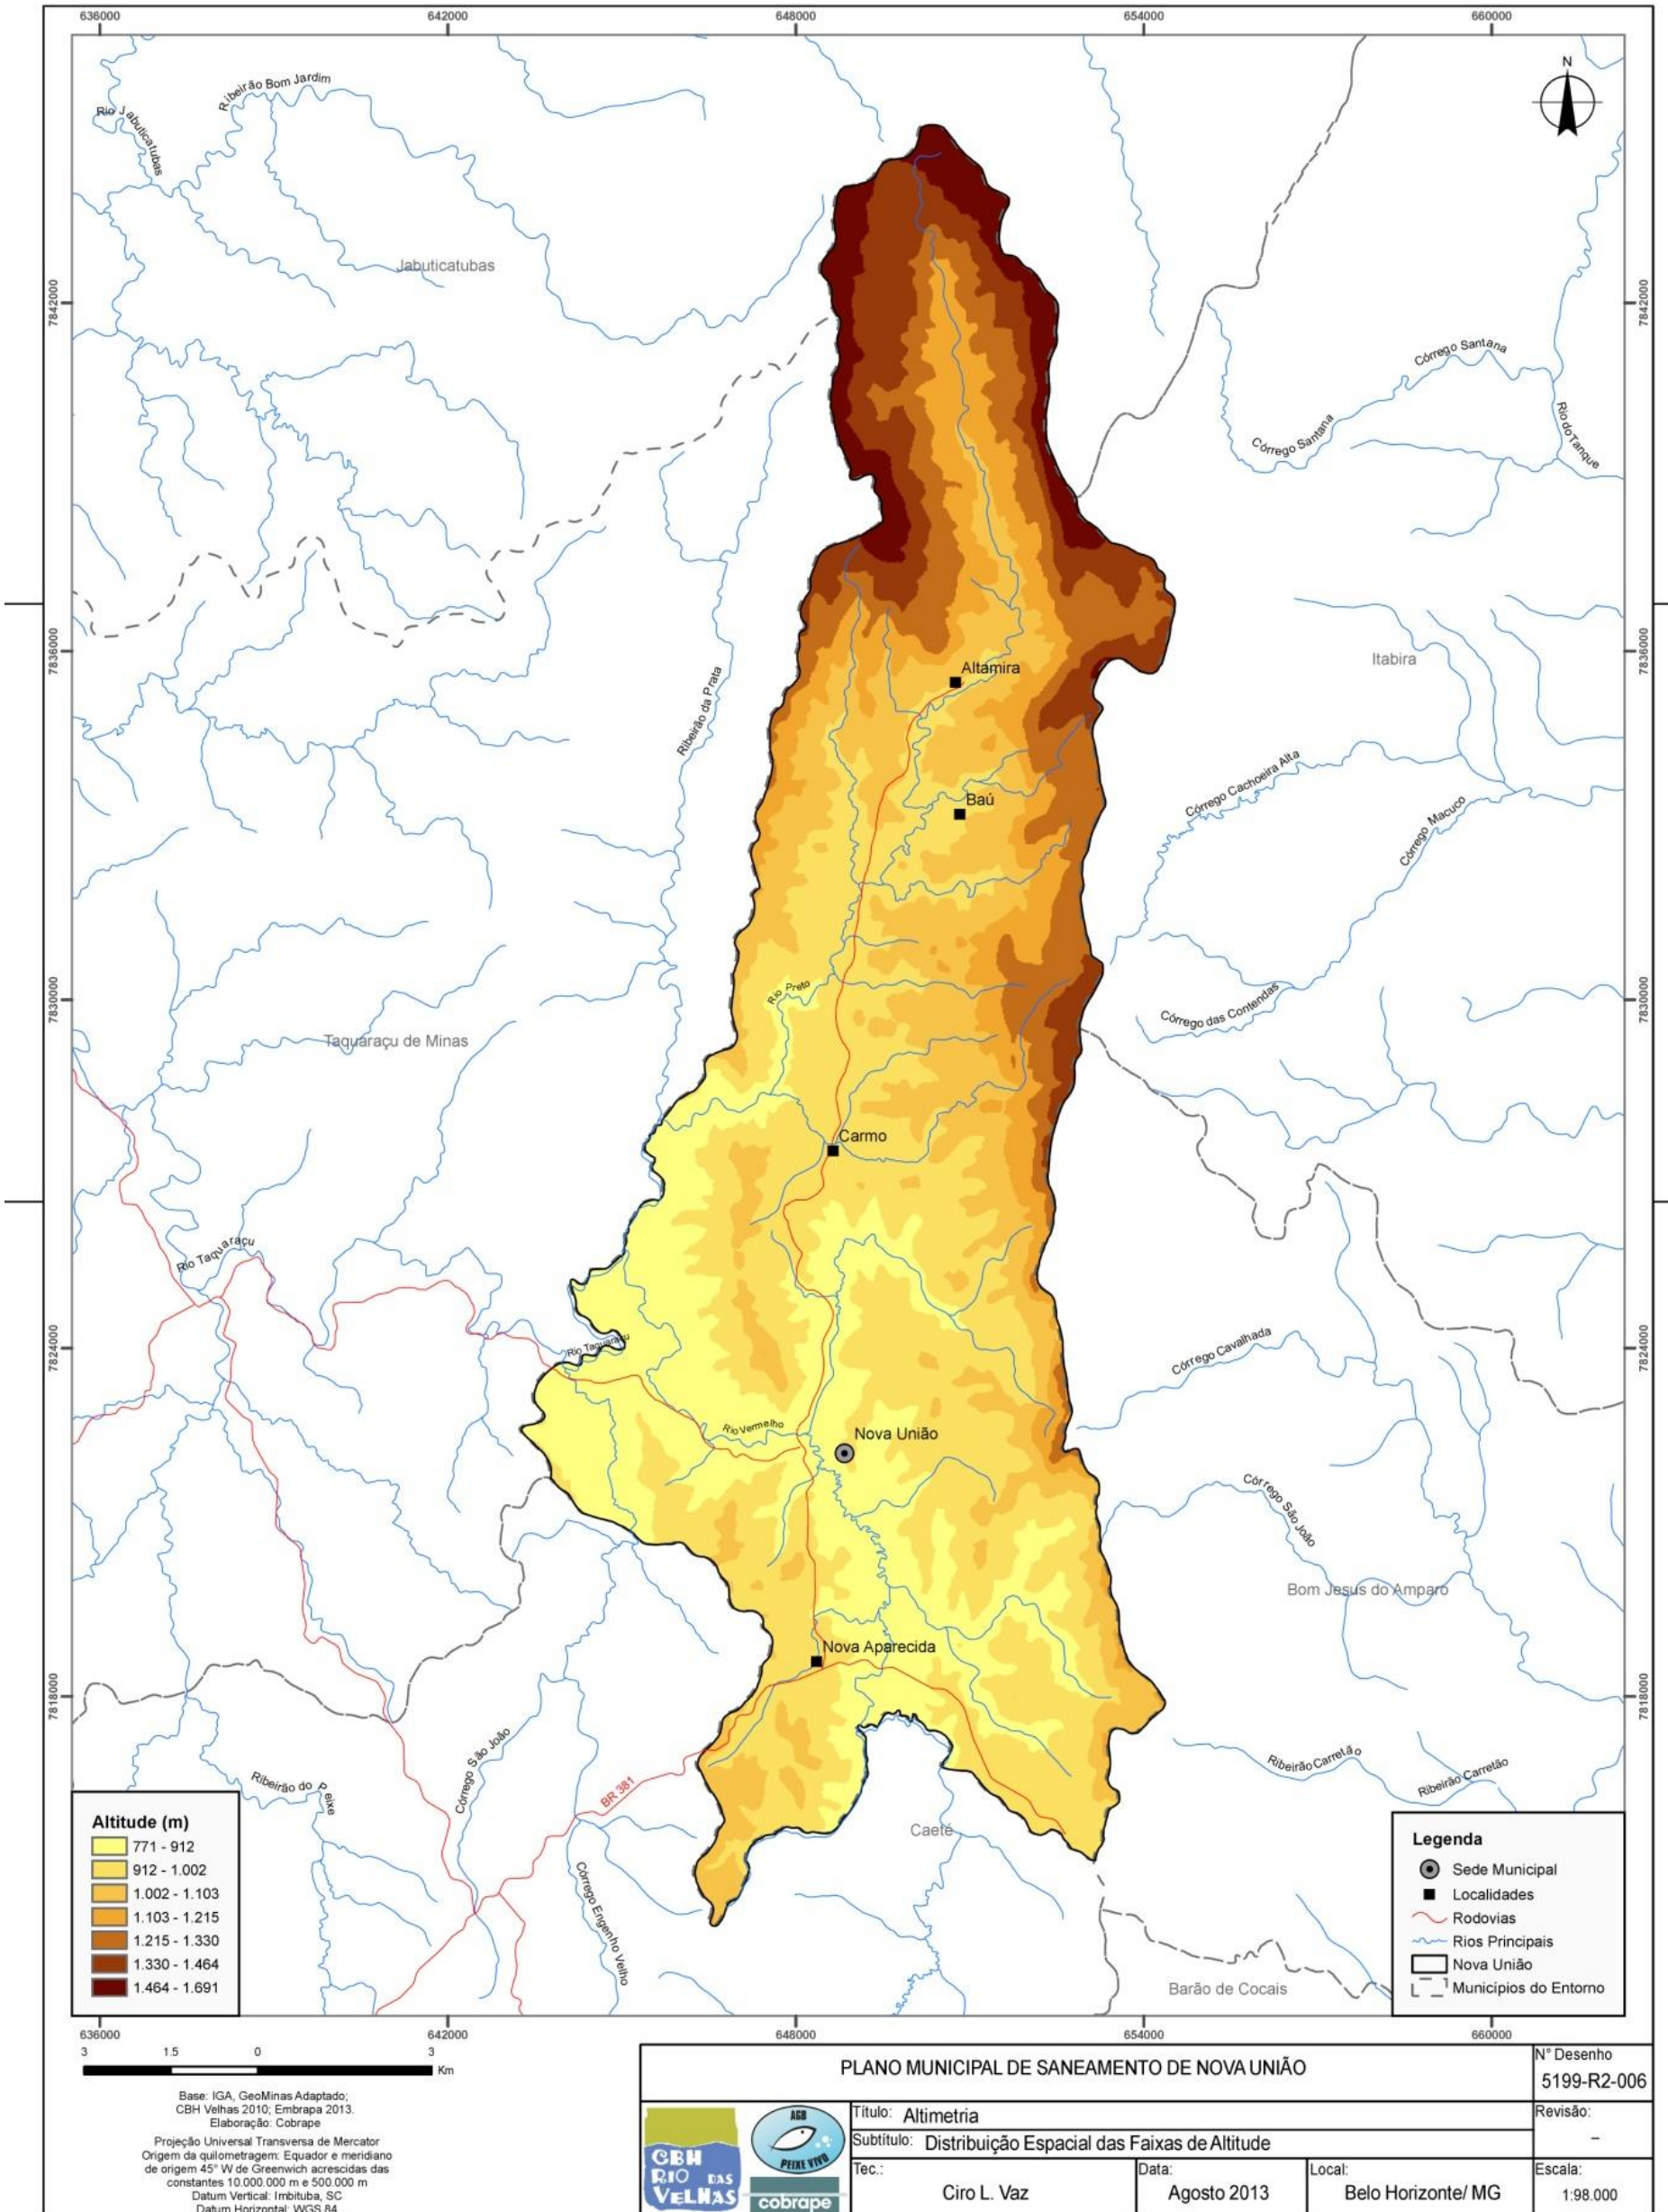 636000
642000
648000
654000
660000
N
Ribeirão Bom Jardim
Rio Jabuticatubas
Jabuticatubas
7842000
7842000
Córrego Santana
Córrego Santana
Rio do Tanque
7836000
7836000
Altamira
Itabira
Ribeirão da Prata
Córrego Cachoeira Alta
Baú
Córrego Macuco
7830000
7830000
Rio Preto
Córrego das Contendas
Taquaraçu de Minas
Carmo
Rio Taquaraçu
7824000
7824000
Rio Taquaraçu
Córrego Cavalhada
Rio Vermelho
Nova União
Córrego São João
Bom Jesus do Amparo
Nova Aparecida
7818000
7818000
Córrego São João
Ribeirão Carretão
Ribeirão Carretão
Ribeirão do Peixe
BR 381
Caeté
Córrego Engenho Velho
Barão de Cocais
Altitude (m)
771 - 912
912 - 1.002
1.002 - 1.103
1.103 - 1.215
1.215 - 1.330
1.330 - 1.464
1.464 - 1.691
Legenda
Sede Municipal
Localidades
Rodovias
Rios Principais
Nova União
Municípios do Entorno
636000
642000
648000
654000
660000
3 1.5 0 3
Km
Base: IGA, GeoMinas Adaptado;
CBH Velhas 2010; Embrapa 2013.
Elaboração: Cobrape
Projeção Universal Transversa de Mercator
Origem da quilometragem: Equador e meridiano
de origem 45° W de Greenwich acrescidas das
constantes 10.000.000 m e 500.000 m
Datum Vertical: Imbituba, SC
Datum Horizontal: WGS 84
PLANO MUNICIPAL DE SANEAMENTO DE NOVA UNIÃO
N° Desenho
5199-R2-006
CBH
RIO DAS
VELHAS
AGB
PEIXE VIVO
cobrape
Título: Altimetria
Revisão:
–
Subtítulo: Distribuição Espacial das Faixas de Altitude
Tec.:
Ciro L. Vaz
Data:
Agosto 2013
Local:
Belo Horizonte/ MG
Escala:
1:98.000